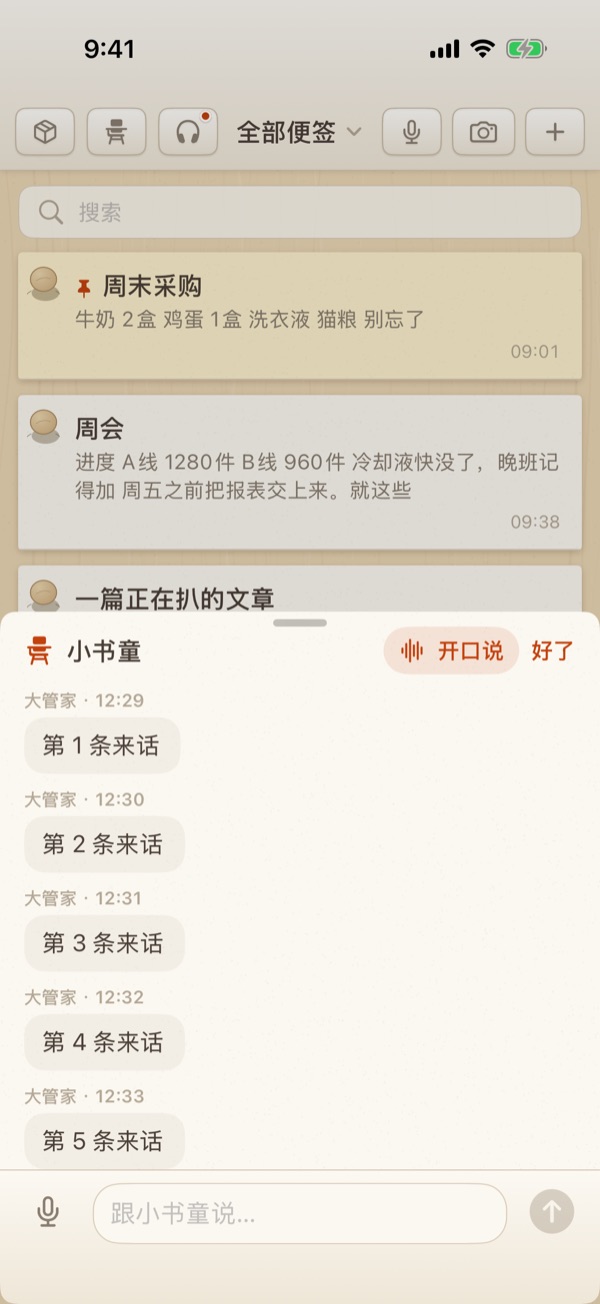 9:41
全部便签
搜索
周末采购
牛奶 2盒 鸡蛋 1盒 洗衣液 猫粮 别忘了
09:01
周会
进度 A线 1280件 B线 960件 冷却液快没了，晚班记
得加 周五之前把报表交上来。就这些
09:38
一篇正在扒的文章
小书童
开口说
好了
大管家 · 12:29
第 1 条来话
大管家 · 12:30
第 2 条来话
大管家 · 12:31
第 3 条来话
大管家 · 12:32
第 4 条来话
大管家 · 12:33
第 5 条来话
跟小书童说...